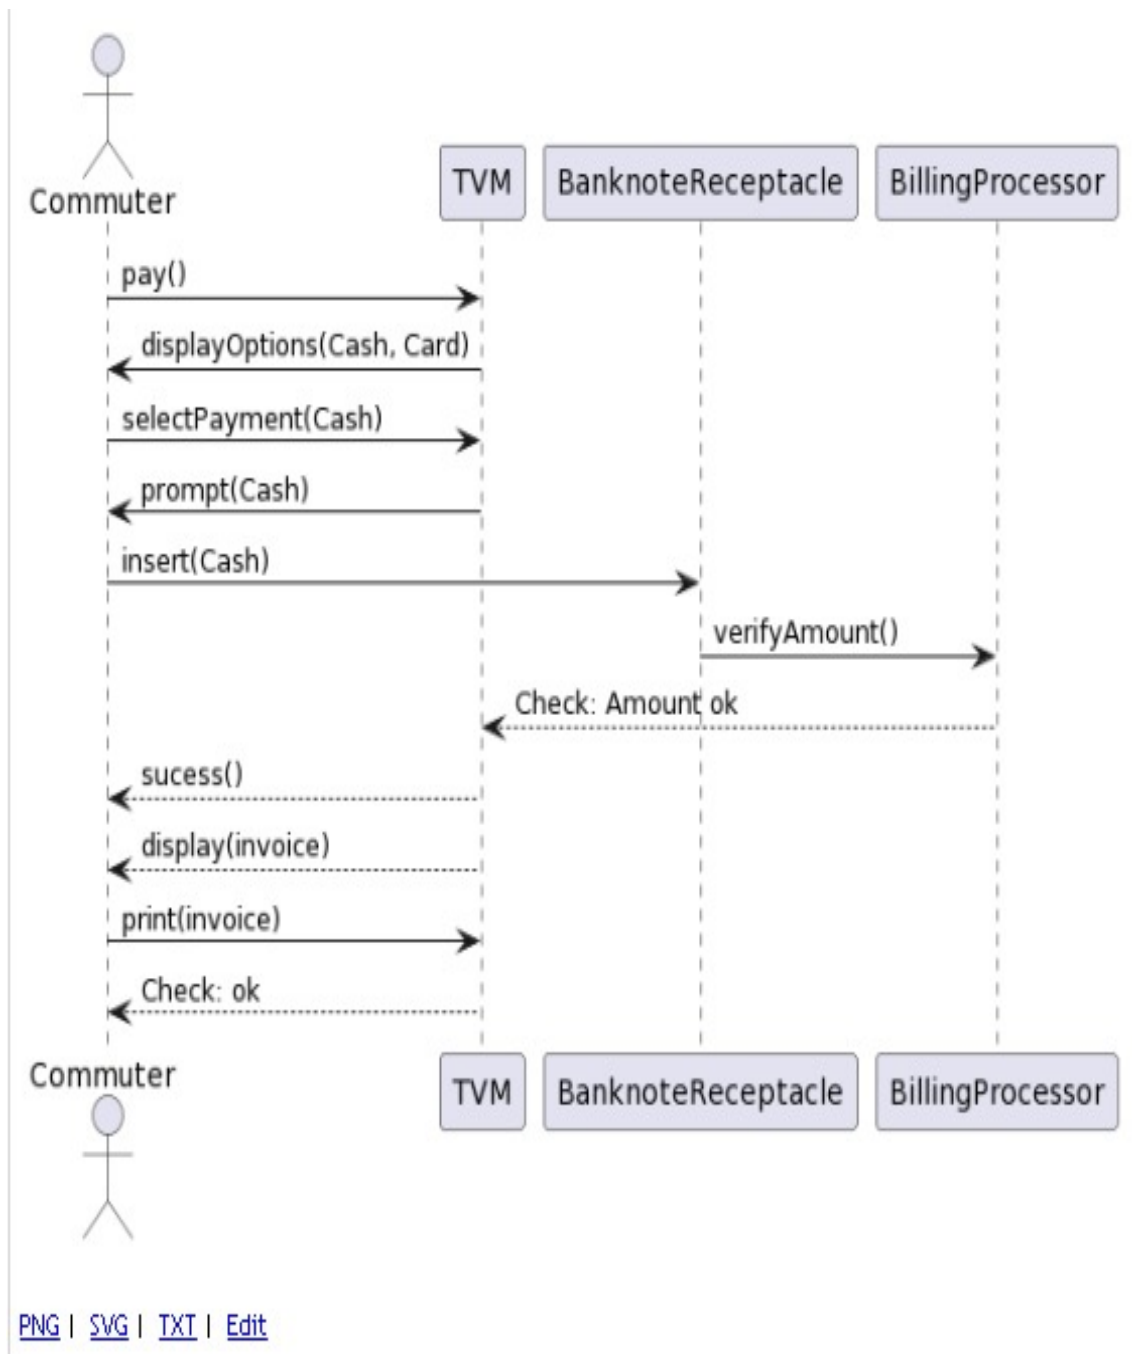 Commuter
TVM
BanknoteReceptacle
BillingProcessor
pay()
displayOptions(Cash, Card)
selectPayment(Cash)
prompt(Cash)
insert(Cash)
verifyAmount()
Check: Amount ok
sucess()
display(invoice)
print(invoice)
Check: ok
Commuter
TVM
BanknoteReceptacle
BillingProcessor
PNG | SVG | TXT | Edit